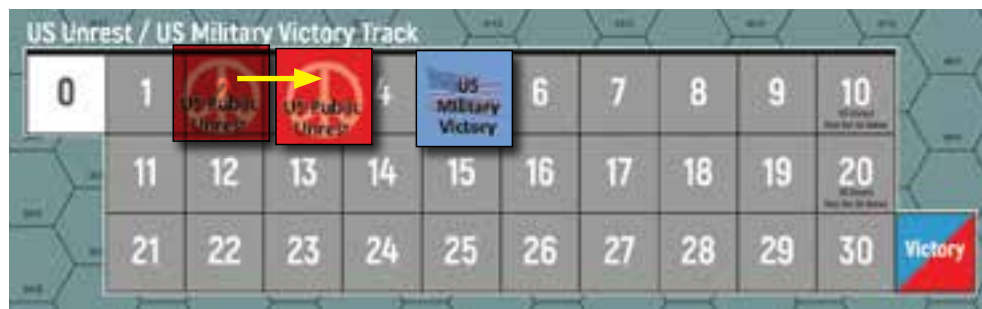 US Unrest / US Military Victory Track
0 1 2 4 6 7 8 9 10
US Public Unrest
US Public Unrest
US Military Victory
11 12 13 14 15 16 17 18 19 20
21 22 23 24 25 26 27 28 29 30 Victory